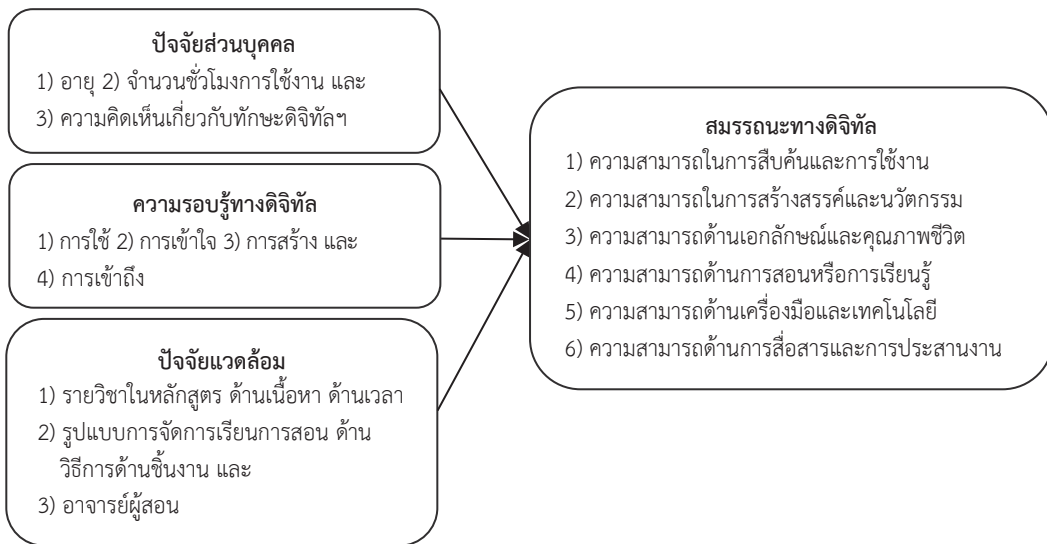 ปัจจัยส่วนบุคคล
1) อายุ 2) จำนวนชั่วโมงการใช้งาน และ
3) ความคิดเห็นเกี่ยวกับทักษะดิจิทัลฯ
ความรอบรู้ทางดิจิทัล
1) การใช้ 2) การเข้าใจ 3) การสร้าง และ
4) การเข้าถึง
ปัจจัยแวดล้อม
1) รายวิชาในหลักสูตร ด้านเนื้อหา ด้านเวลา
2) รูปแบบการจัดการเรียนการสอน ด้าน
วิธีการด้านชิ้นงาน และ
3) อาจารย์ผู้สอน
สมรรถนะทางดิจิทัล
1) ความสามารถในการสืบค้นและการใช้งาน
2) ความสามารถในการสร้างสรรค์และนวัตกรรม
3) ความสามารถด้านเอกลักษณ์และคุณภาพชีวิต
4) ความสามารถด้านการสอนหรือการเรียนรู้
5) ความสามารถด้านเครื่องมือและเทคโนโลยี
6) ความสามารถด้านการสื่อสารและการประสานงาน